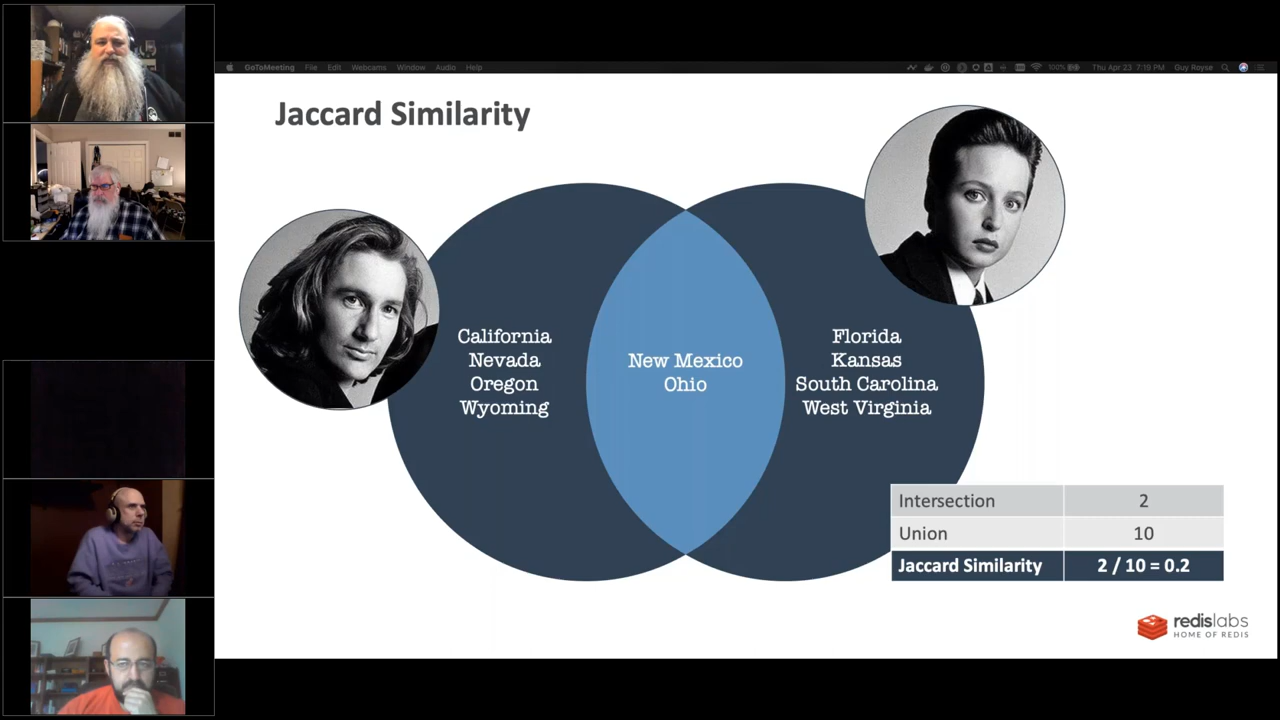 GoToMeeting File Edit Webcams Window Audio Help 100% Thu Apr 23 7:19 PM Guy Royse
Jaccard Similarity
California
Nevada
Oregon
Wyoming
New Mexico
Ohio
Florida
Kansas
South Carolina
West Virginia
Intersection 2
Union 10
Jaccard Similarity 2 / 10 = 0.2
redislabs
HOME OF REDIS